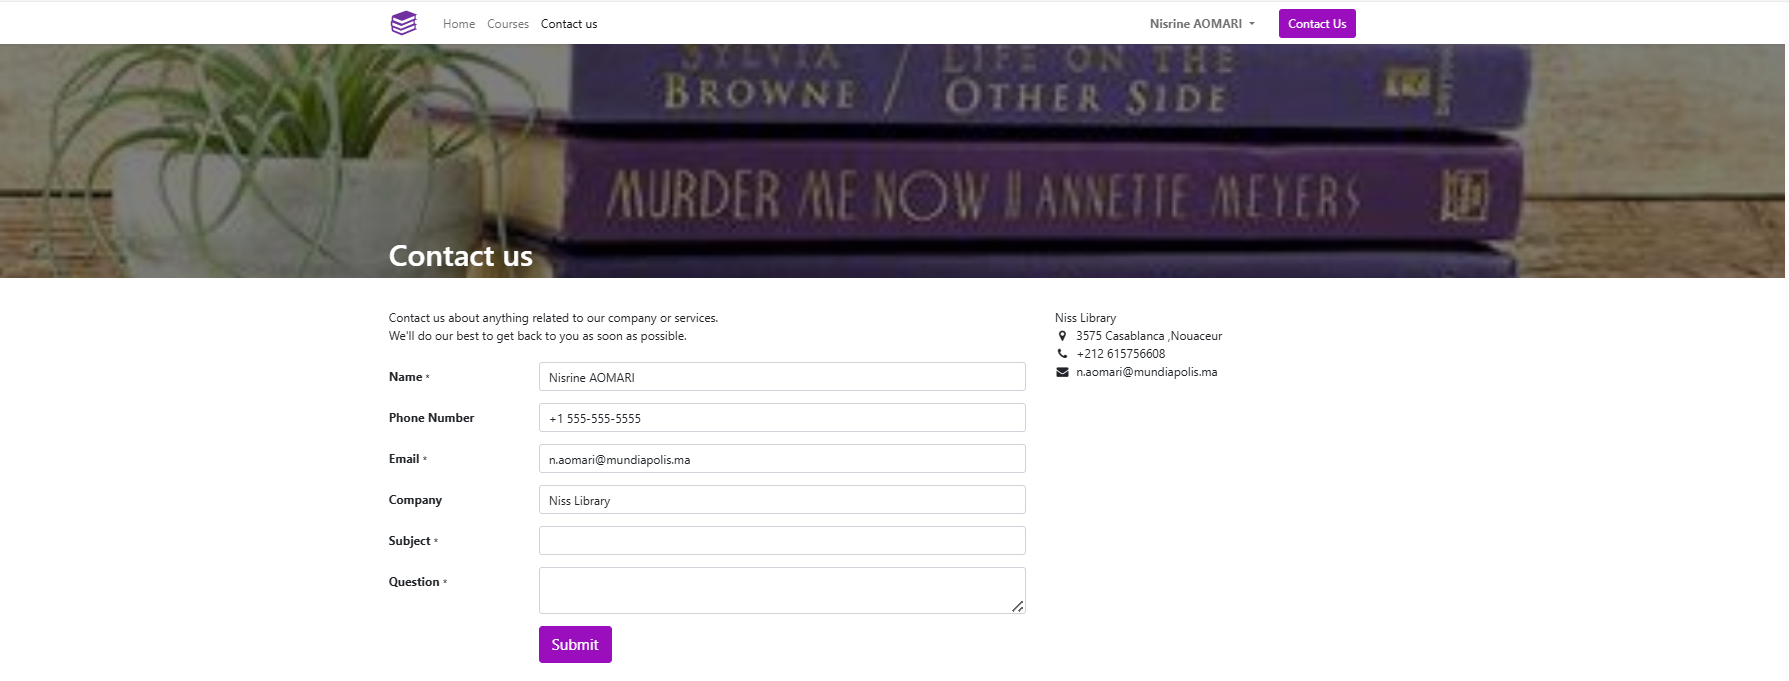 Home Courses Contact us Nisrine AOMARI Contact Us
SYLVIA BROWNE / LIFE ON THE OTHER SIDE
MURDER ME NOW ANNETTE MEYERS
Contact us
Contact us about anything related to our company or services.
We'll do our best to get back to you as soon as possible.
Name * Nisrine AOMARI
Phone Number +1 555-555-5555
Email * n.aomari@mundiapolis.ma
Company Niss Library
Subject *
Question *
Submit
Niss Library
3575 Casablanca ,Nouaceur
+212 615756608
n.aomari@mundiapolis.ma